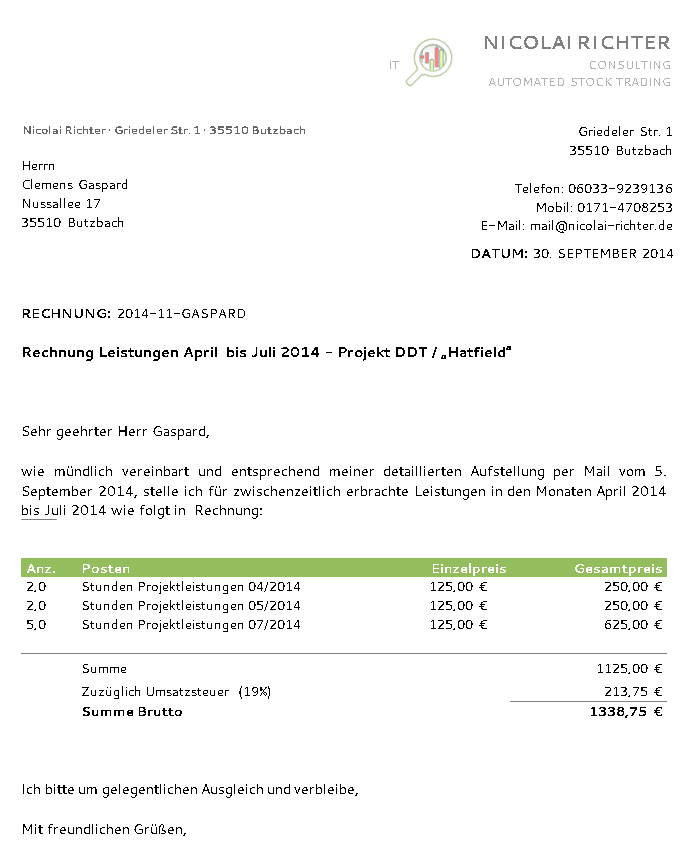 NICOLAI RICHTER
IT CONSULTING
AUTOMATED STOCK TRADING
Nicolai Richter · Griedeler Str. 1 · 35510 Butzbach
Griedeler Str. 1
35510 Butzbach
Herrn
Clemens Gaspard
Nussallee 17
35510 Butzbach
Telefon: 06033-9239136
Mobil: 0171-4708253
E-Mail: mail@nicolai-richter.de
DATUM: 30. SEPTEMBER 2014
RECHNUNG: 2014-11-GASPARD
Rechnung Leistungen April bis Juli 2014 - Projekt DDT / „Hatfield“
Sehr geehrter Herr Gaspard,
wie mündlich vereinbart und entsprechend meiner detaillierten Aufstellung per Mail vom 5.
September 2014, stelle ich für zwischenzeitlich erbrachte Leistungen in den Monaten April 2014
bis Juli 2014 wie folgt in Rechnung:
Anz. Posten Einzelpreis Gesamtpreis
2,0 Stunden Projektleistungen 04/2014 125,00 € 250,00 €
2,0 Stunden Projektleistungen 05/2014 125,00 € 250,00 €
5,0 Stunden Projektleistungen 07/2014 125,00 € 625,00 €
Summe 1125,00 €
Zuzüglich Umsatzsteuer (19%) 213,75 €
Summe Brutto 1338,75 €
Ich bitte um gelegentlichen Ausgleich und verbleibe,
Mit freundlichen Grüßen,